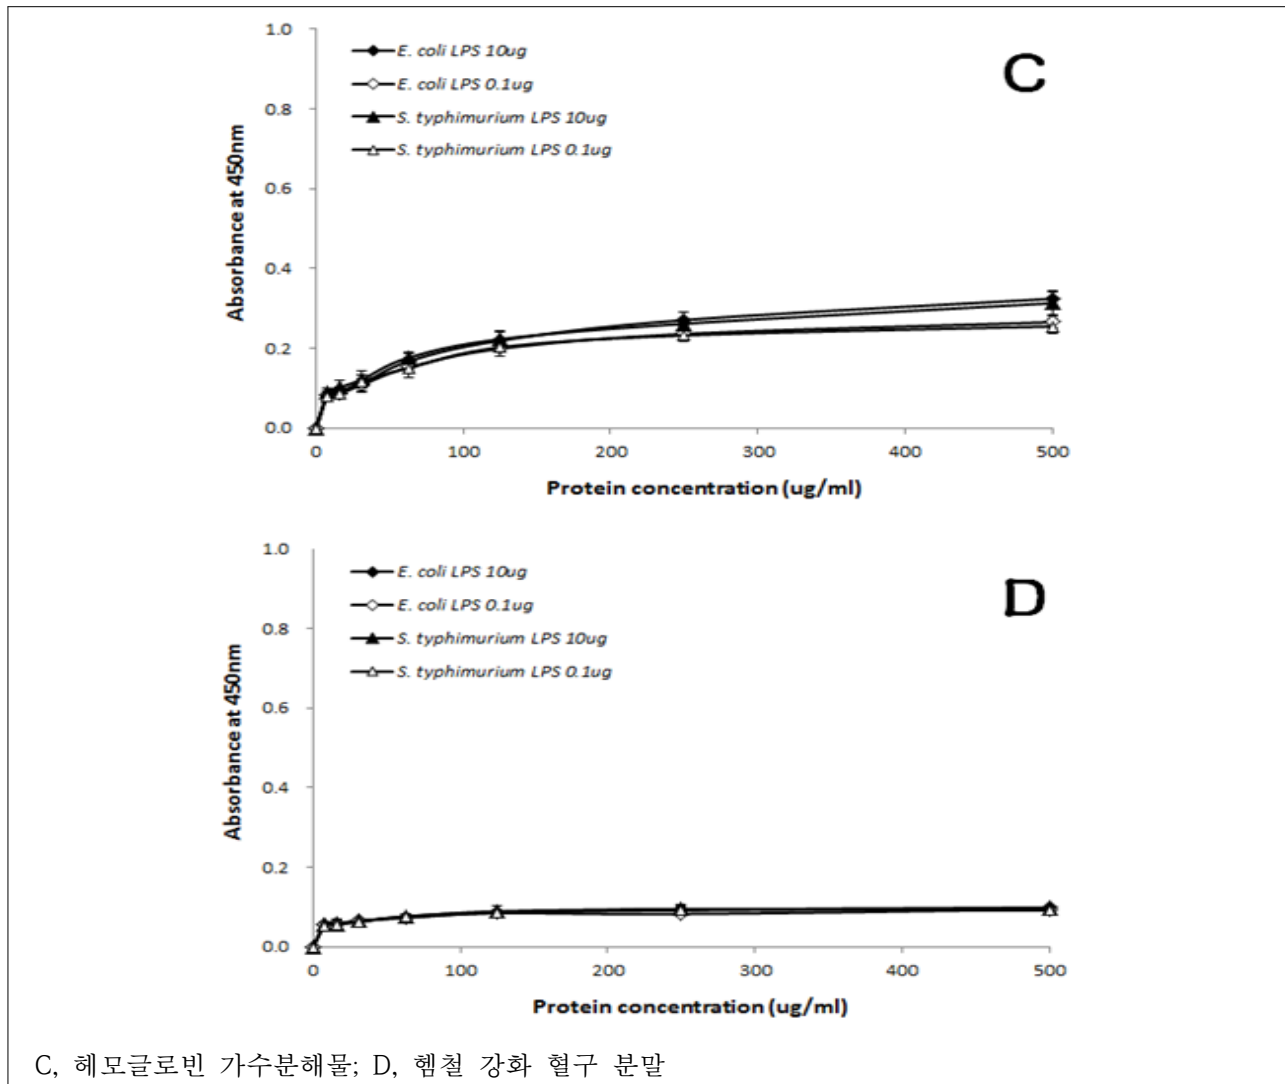 1.0
E. coli LPS 10ug
E. coli LPS 0.1ug
S. typhimurium LPS 10ug
S. typhimurium LPS 0.1ug
C
0.8
0.6
0.4
0.2
0.0
Absorbance at 450nm
0 100 200 300 400 500
Protein concentration (ug/ml)
1.0
E. coli LPS 10ug
E. coli LPS 0.1ug
S. typhimurium LPS 10ug
S. typhimurium LPS 0.1ug
D
0.8
0.6
0.4
0.2
0.0
Absorbance at 450nm
0 100 200 300 400 500
Protein concentration (ug/ml)
C, 헤모글로빈 가수분해물; D, 헴철 강화 혈구 분말